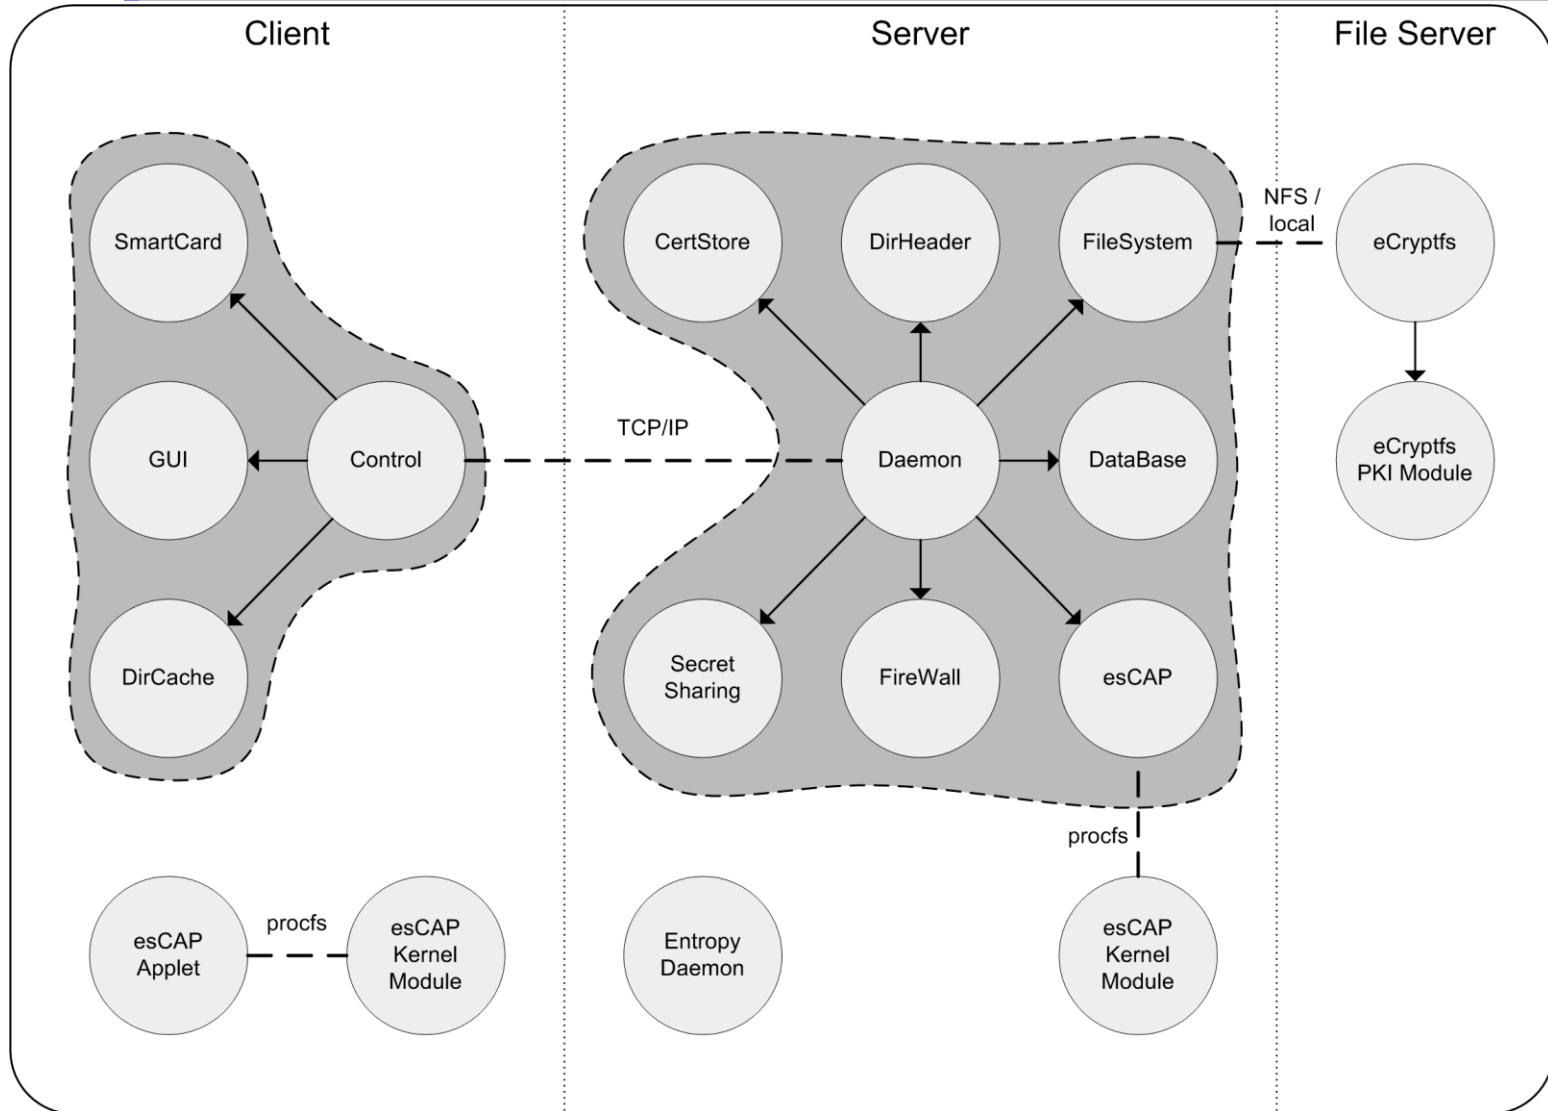 Client
Server
File Server
SmartCard
CertStore
DirHeader
FileSystem
NFS /
local
eCryptfs
GUI
Control
TCP/IP
Daemon
DataBase
eCryptfs
PKI Module
DirCache
Secret
Sharing
FireWall
esCAP
procfs
esCAP
Applet
procfs
esCAP
Kernel
Module
Entropy
Daemon
esCAP
Kernel
Module